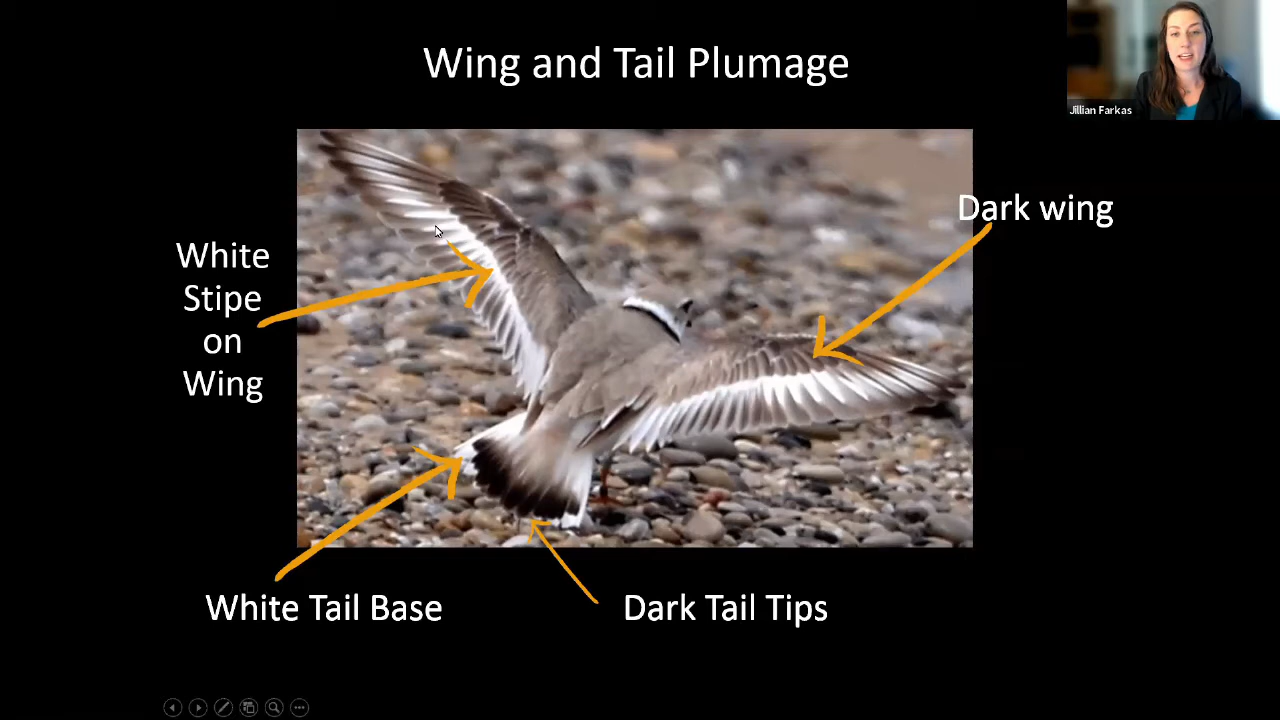 Wing and Tail Plumage
Jillian Farkas
Dark wing
White
Stipe
on
Wing
White Tail Base
Dark Tail Tips